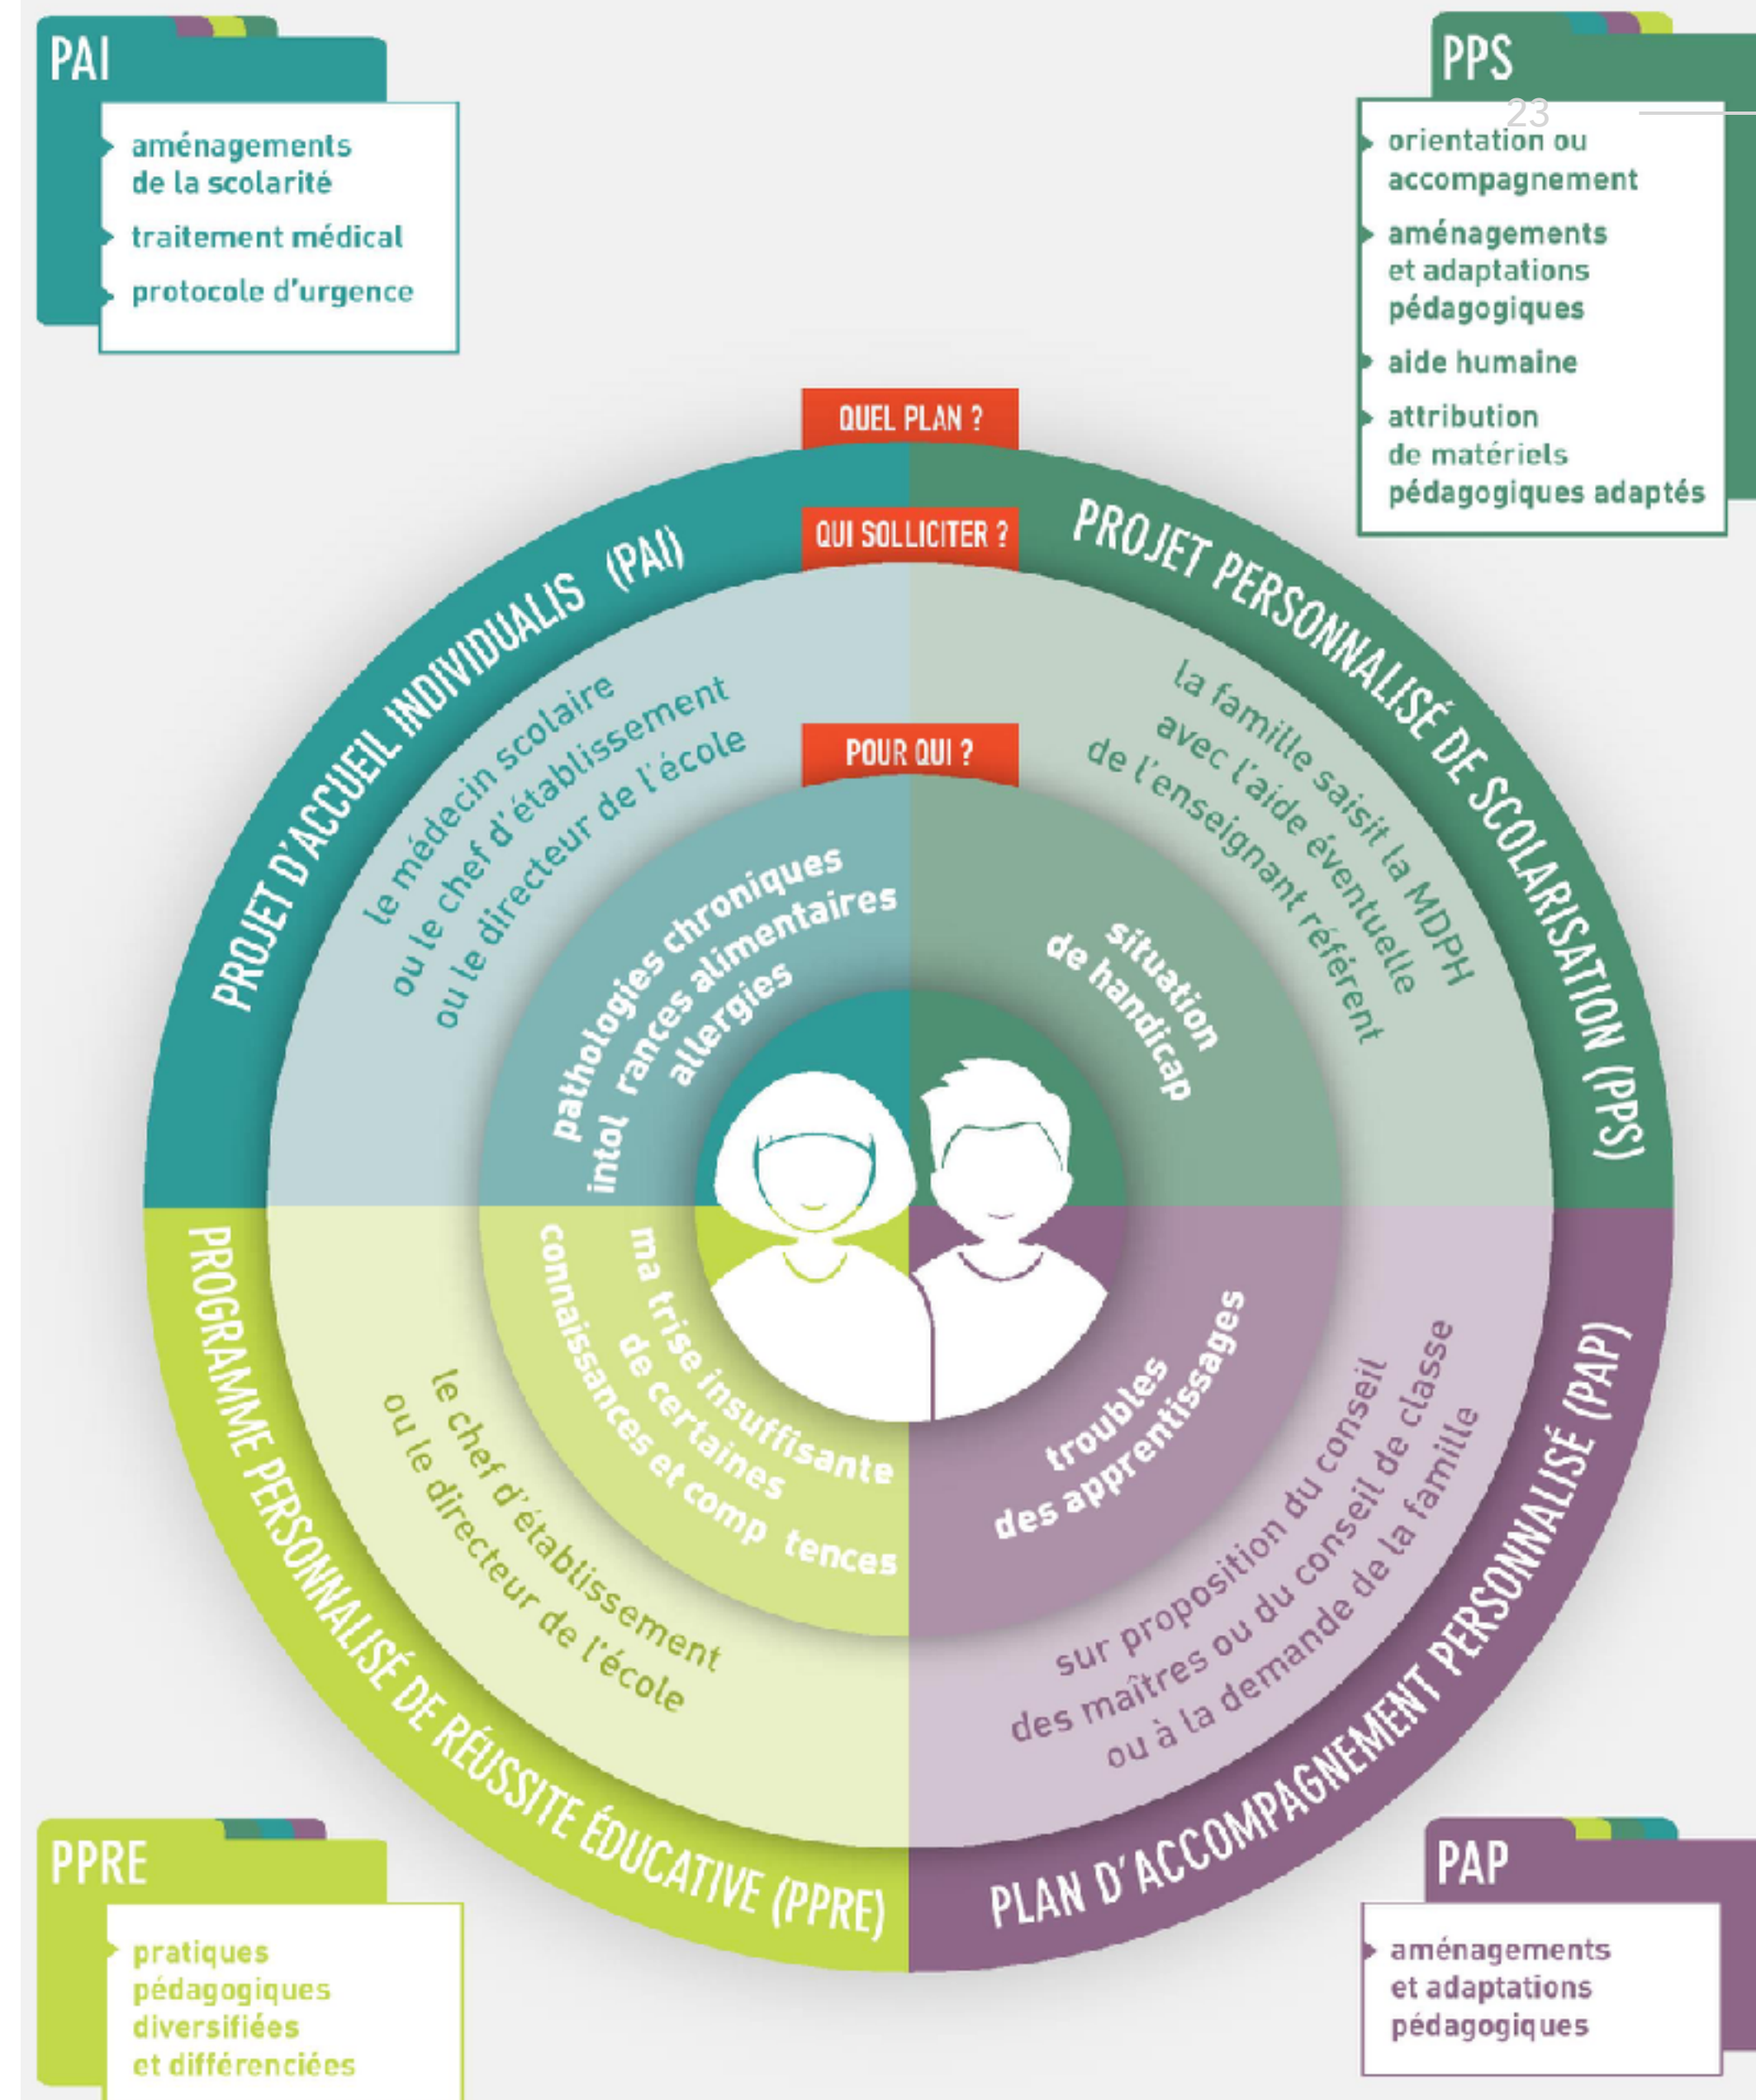 PAI
aménagements
de la scolarité
traitement médical
protocole d'urgence
PPS
23
orientation ou
accompagnement
aménagements
et adaptations
pédagogiques
aide humaine
attribution
de matériels
pédagogiques adaptés
QUEL PLAN ?
QUI SOLLICITER ?
POUR QUI ?
PROJET D'ACCUEIL INDIVIDUALIS (PAI)
le médecin scolaire
ou le chef d'établissement
ou le directeur de l'école
pathologies chroniques
intol rances alimentaires
allergies
PROJET PERSONNALISÉ DE SCOLARISATION (PPS)
la famille saisit la MDPH
avec l'aide éventuelle
de l'enseignant référent
situation
de handicap
PROGRAMME PERSONNALISÉ DE RÉUSSITE ÉDUCATIVE (PPRE)
le chef d'établissement
ou le directeur de l'école
ma trise insuffisante
de certaines
connaissances et comp tences
PLAN D'ACCOMPAGNEMENT PERSONNALISÉ (PAP)
troubles
des apprentissages
sur proposition du conseil
des maîtres ou du conseil de classe
ou à la demande de la famille
PPRE
pratiques
pédagogiques
diversifiées
et différenciées
PAP
aménagements
et adaptations
pédagogiques